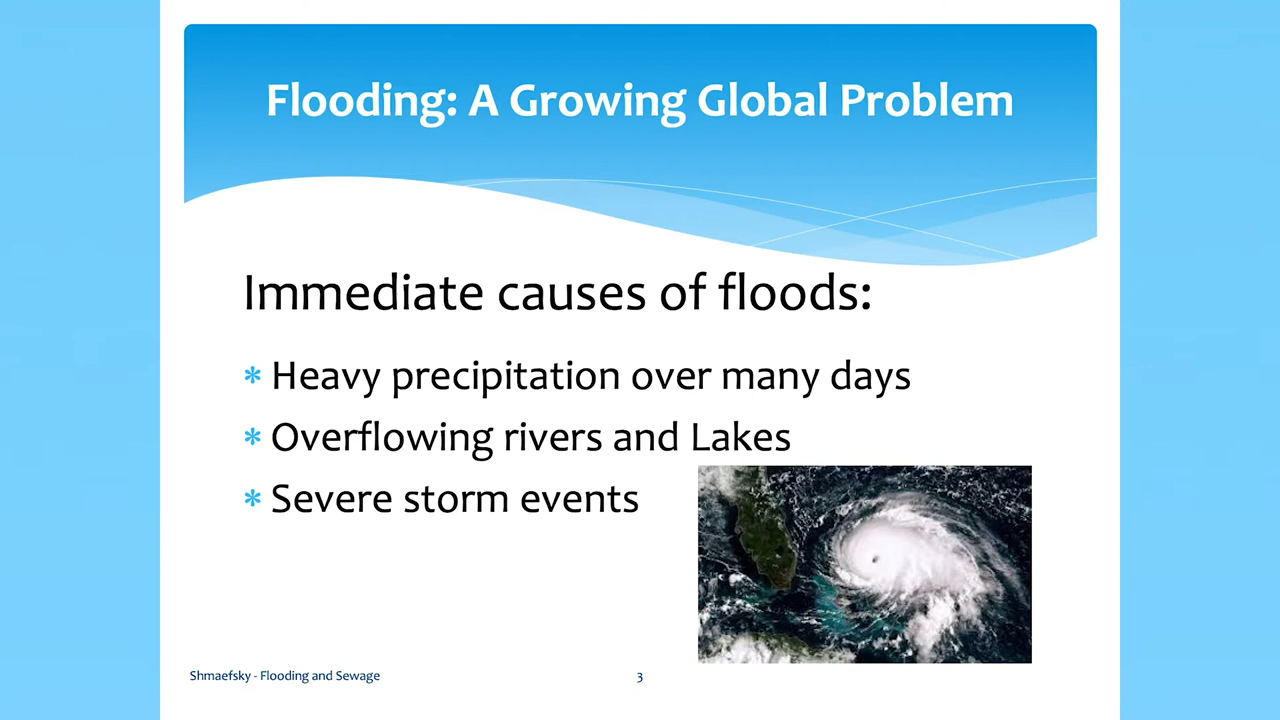 Flooding: A Growing Global Problem
Immediate causes of floods:
* Heavy precipitation over many days
* Overflowing rivers and Lakes
* Severe storm events
Shmaefsky - Flooding and Sewage
3